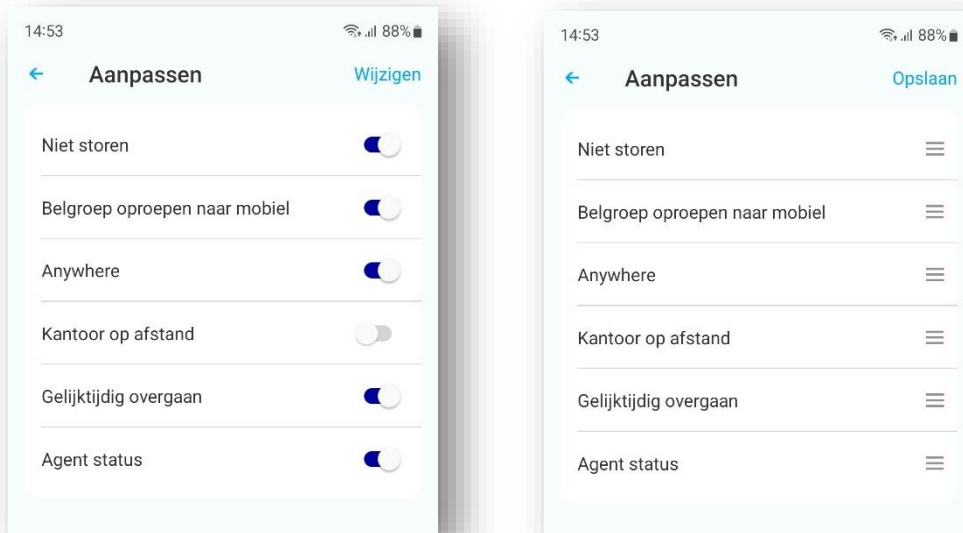 14:53 88%
Aanpassen Wijzigen
Niet storen
Belgroep oproepen naar mobiel
Anywhere
Kantoor op afstand
Gelijktijdig overgaan
Agent status
14:53 88%
Aanpassen Opslaan
Niet storen
Belgroep oproepen naar mobiel
Anywhere
Kantoor op afstand
Gelijktijdig overgaan
Agent status